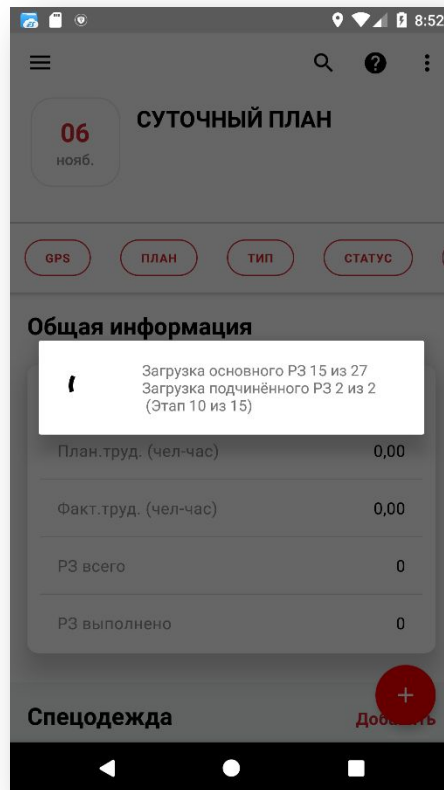 8:52
06
нояб.
СУТОЧНЫЙ ПЛАН
GPS
ПЛАН
ТИП
СТАТУС
Общая информация
Загрузка основного РЗ 15 из 27
Загрузка подчинённого РЗ 2 из 2
(Этап 10 из 15)
План.труд. (чел-час) 0,00
Факт.труд. (чел-час) 0,00
РЗ всего 0
РЗ выполнено 0
Спецодежда